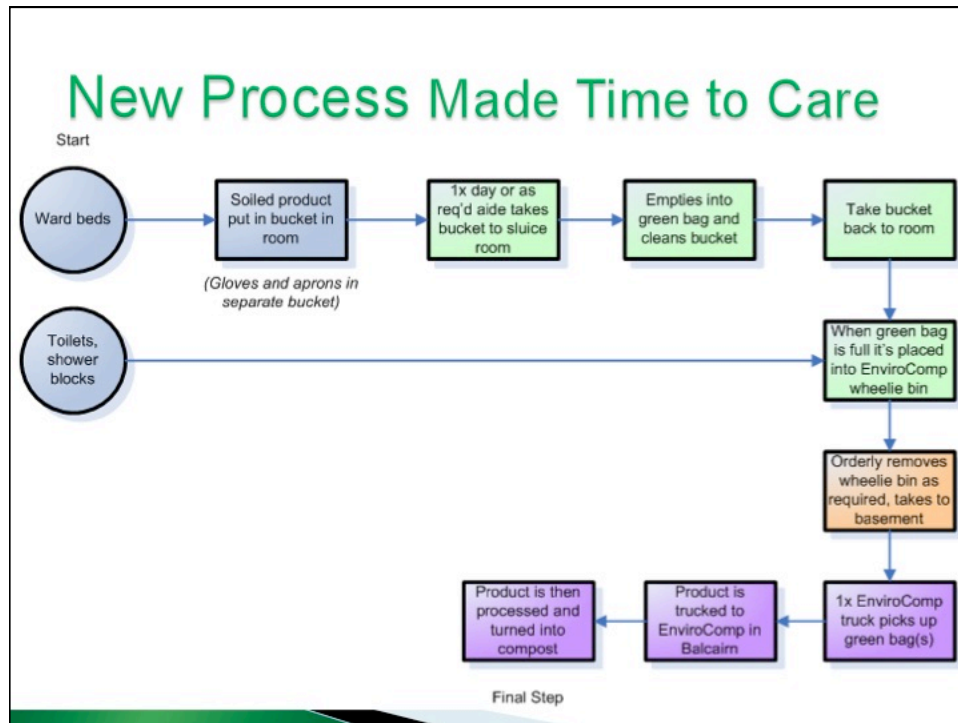 New Process Made Time to Care
Start
Ward beds
Soiled product
put in bucket in
room
(Gloves and aprons in
separate bucket)
1x day or as
req'd aide takes
bucket to sluice
room
Empties into
green bag and
cleans bucket
Take bucket
back to room
Toilets,
shower
blocks
When green bag
is full it's placed
into EnviroComp
wheelie bin
Orderly removes
wheelie bin as
required, takes to
basement
1x EnviroComp
truck picks up
green bag(s)
Product is
trucked to
EnviroComp in
Balcairn
Product is then
processed and
turned into
compost
Final Step